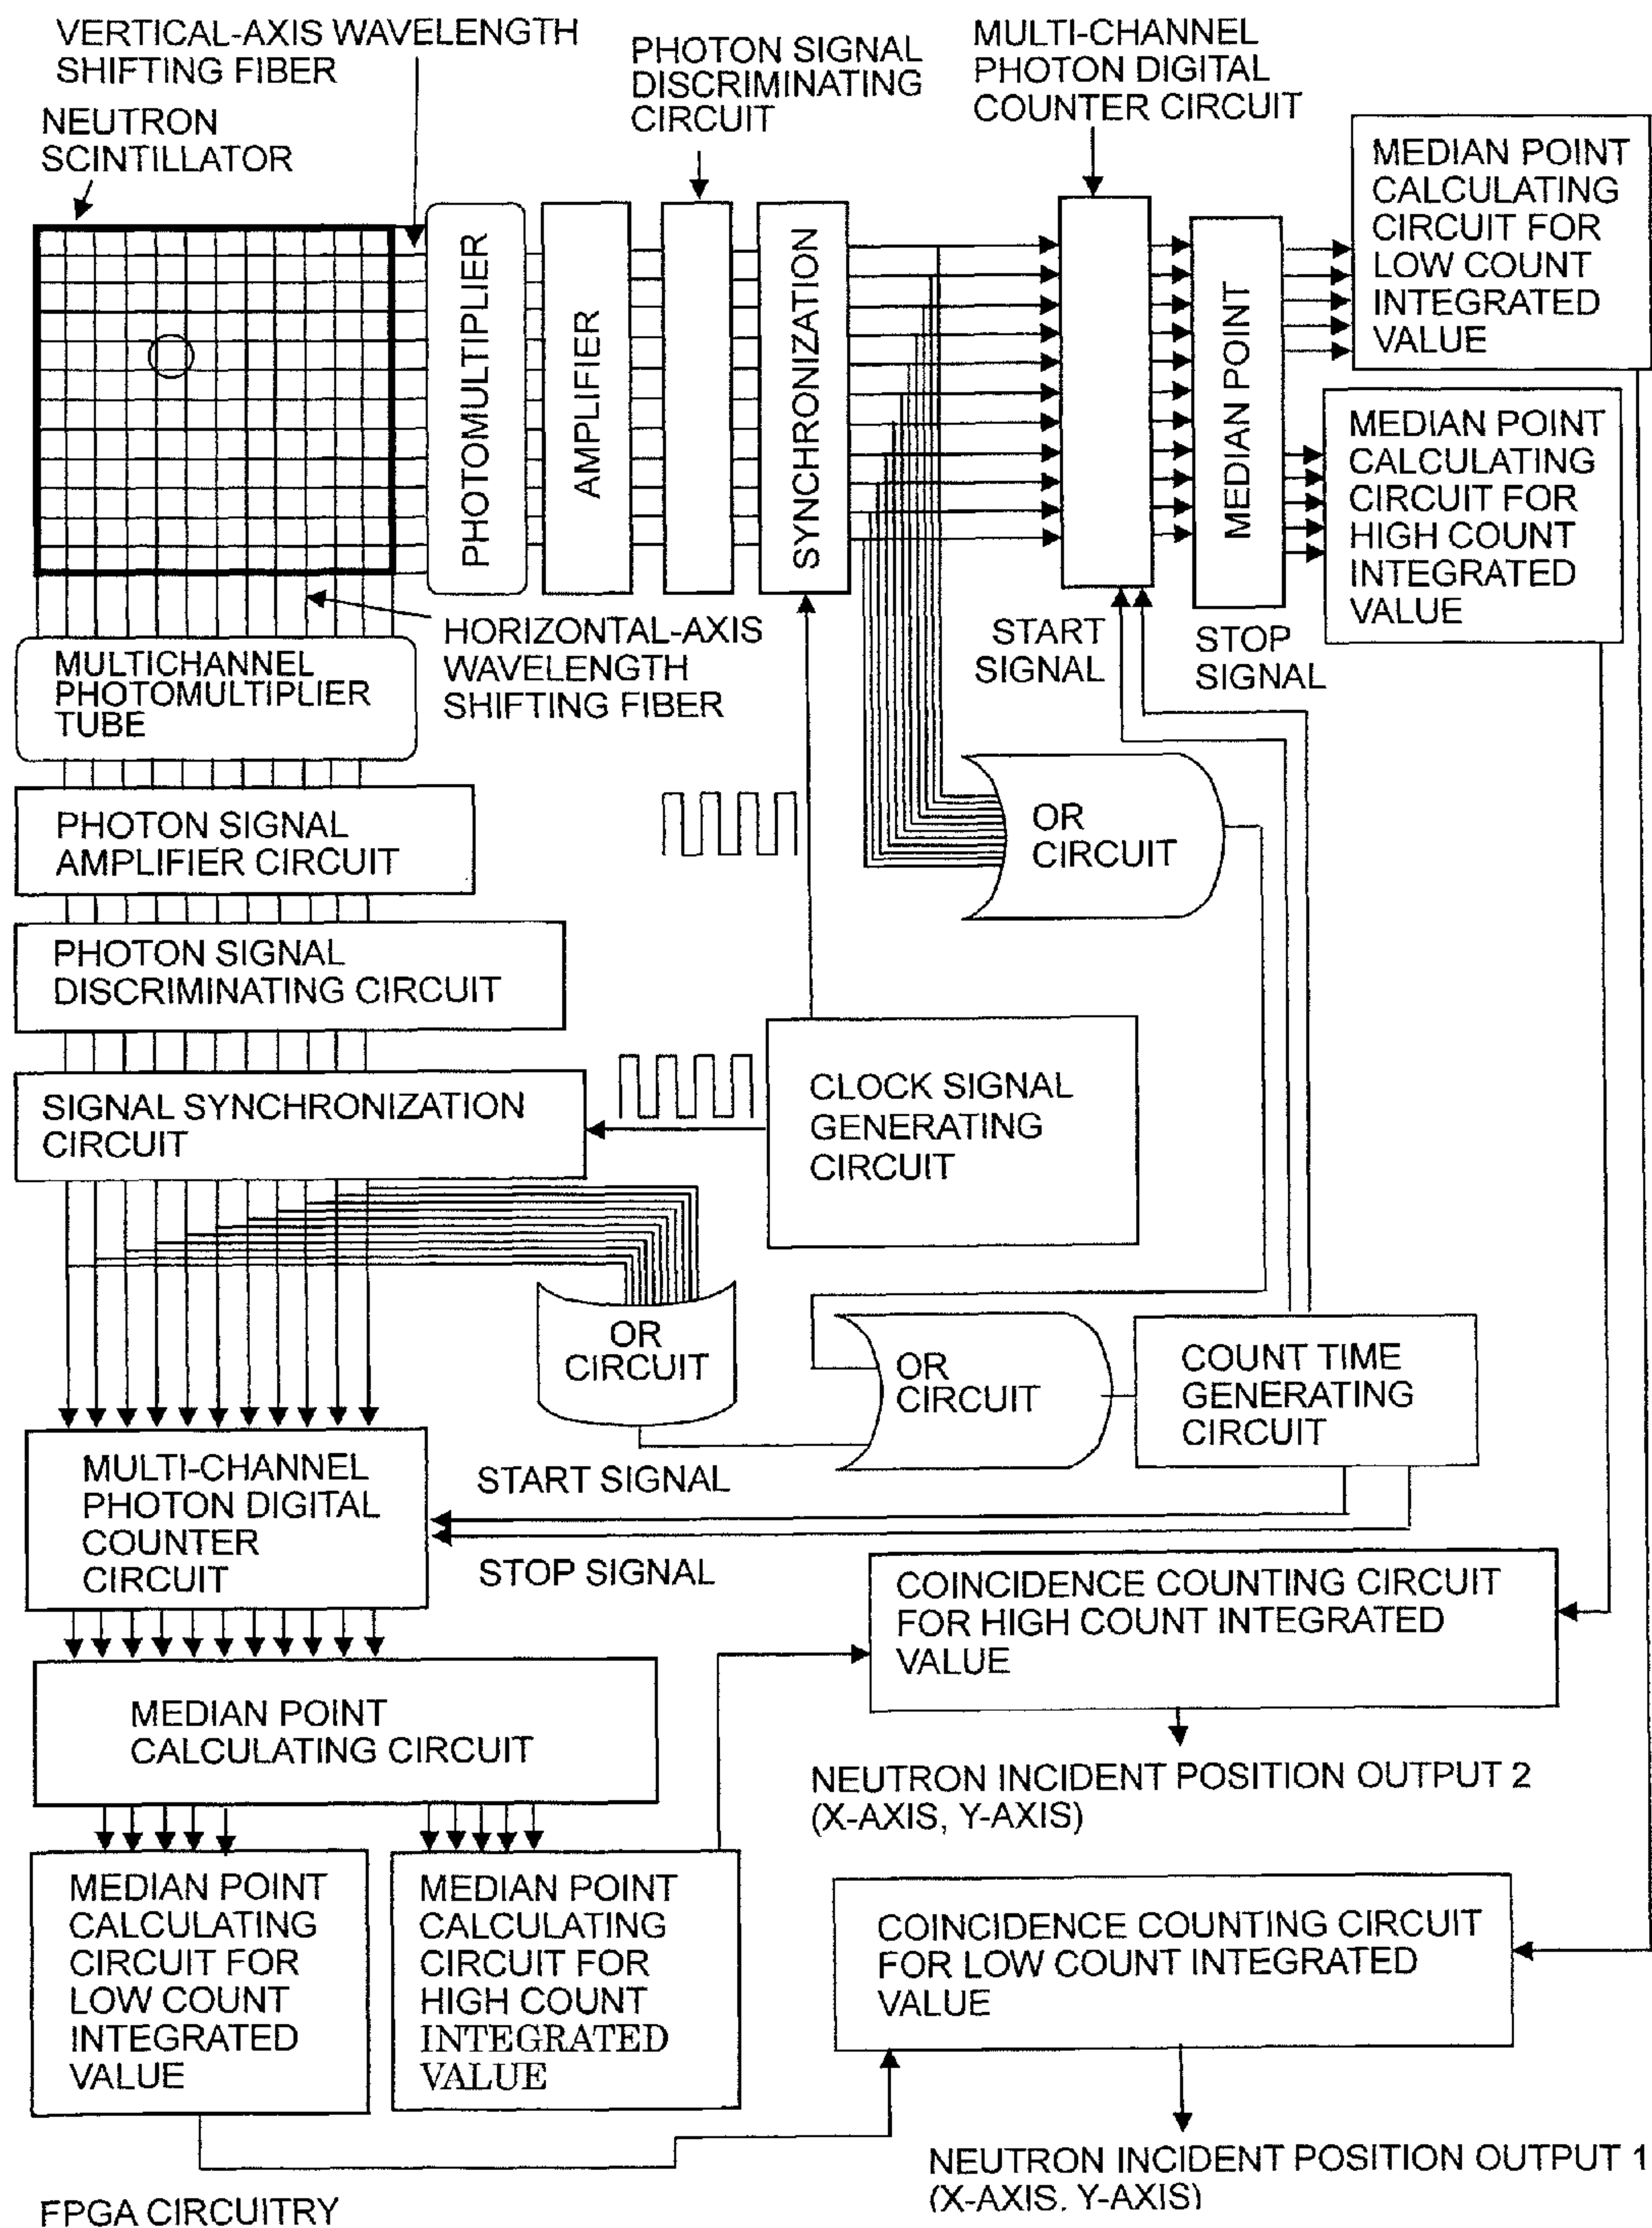 VERTICAL-AXIS WAVELENGTH
SHIFTING FIBER
NEUTRON
SCINTILLATOR
PHOTON SIGNAL
DISCRIMINATING
CIRCUIT
MULTI-CHANNEL
PHOTON DIGITAL
COUNTER CIRCUIT
PHOTOMULTIPLIER
AMPLIFIER
SYNCHRONIZATION
MEDIAN POINT
MEDIAN POINT
CALCULATING
CIRCUIT FOR
LOW COUNT
INTEGRATED
VALUE
MEDIAN POINT
CALCULATING
CIRCUIT FOR
HIGH COUNT
INTEGRATED
VALUE
HORIZONTAL-AXIS
WAVELENGTH
SHIFTING FIBER
START
SIGNAL
STOP
SIGNAL
MULTICHANNEL
PHOTOMULTIPLIER
TUBE
PHOTON SIGNAL
AMPLIFIER CIRCUIT
OR
CIRCUIT
PHOTON SIGNAL
DISCRIMINATING CIRCUIT
SIGNAL SYNCHRONIZATION
CIRCUIT
CLOCK SIGNAL
GENERATING
CIRCUIT
OR
CIRCUIT
OR
CIRCUIT
COUNT TIME
GENERATING
CIRCUIT
MULTI-CHANNEL
PHOTON DIGITAL
COUNTER
CIRCUIT
START SIGNAL
STOP SIGNAL
COINCIDENCE COUNTING CIRCUIT
FOR HIGH COUNT INTEGRATED
VALUE
MEDIAN POINT
CALCULATING CIRCUIT
NEUTRON INCIDENT POSITION OUTPUT 2
(X-AXIS, Y-AXIS)
MEDIAN POINT
CALCULATING
CIRCUIT FOR
LOW COUNT
INTEGRATED
VALUE
MEDIAN POINT
CALCULATING
CIRCUIT FOR
HIGH COUNT
INTEGRATED
VALUE
COINCIDENCE COUNTING CIRCUIT
FOR LOW COUNT INTEGRATED
VALUE
NEUTRON INCIDENT POSITION OUTPUT 1
(X-AXIS, Y-AXIS)
FPGA CIRCUITRY